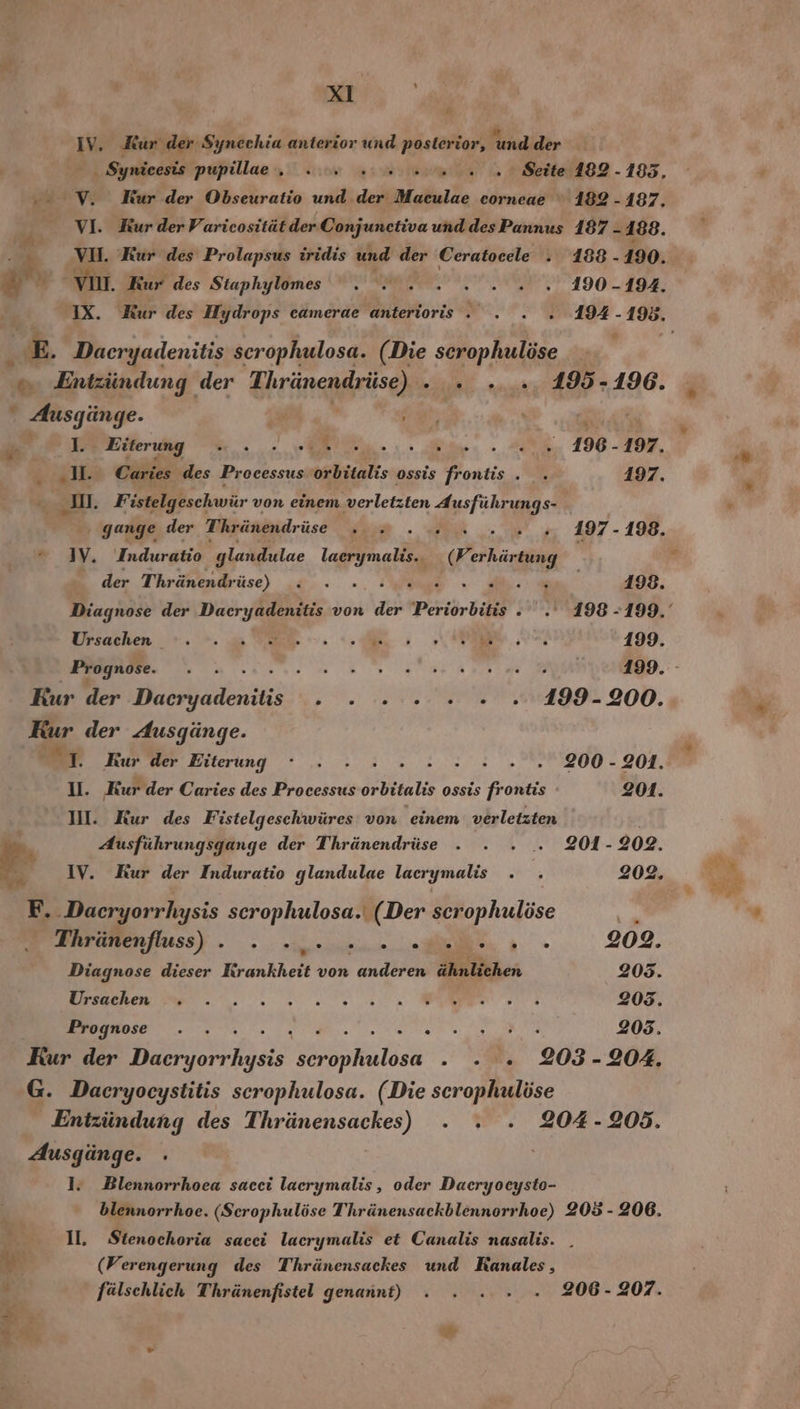 XI
IV. Kur der Synechia anterior und posterior, und der
Synicesis pupillae . . . . . . . . . Seite 182-185.
V. Kur der Obscuratio und der Maculae corneae 182-187.
VI. Kur der Varicosität der Conjunctiva und des Pannus 187-188.
VII. Kur des Prolapsus iridis und der Ceratocele . 188-190.
VIII. Kur des Staphylomes . . . . . . . 190-194.
IX. Kur des Hydrops camerae anterioris . . . . 194-195.
E. Dacryadenitis scrophulosa. (Die scrophulöse
Entzündung der Thränendrüse) . . . . 195-196.
Ausgänge.
I. Eiterung . . . . . . . . . . 196-197.
II. Caries des Processus orbitalis ossis frontis . . 197.
III. Fistelgeschwür von einem verletzten Ausführungs-
gange der Thränendrüse . . . . . . . 197-198.
IV. Induratio glandulae lacrymalis. (Verhärtung
der Thränendrüse) . . . . . . . . 198.
Diagnose der Dacryadenitis von der Periorbitis . . 198-199.
Ursachen . . . . . . . . . . 199.
Prognose. . . . . . . . . . . 199.
Kur der Dacryadenitis . . . . . . . 199-200.
Kur der Ausgänge.
I. Kur der Eiterung . . . . . . . . 200-201.
II. Kur der Caries des Processus orbitalis ossis frontis 201.
III. Kur des Fistelgeschwüres von einem verletzten
Ausführungsgange der Thränendrüse . . . . 201-202.
IV. Kur der Induratio glandulae lacrymalis . . 202.
F. Dacryorrhysis scrophulosa. (Der scrophulöse
Thränenfluss) . . . . . . . . . 202.
Diagnose dieser Krankheit von anderen ähnlichen 203.
Ursachen . . . . . . . . . . . 203.
Prognose . . . . . . . . . . . 203.
Kur der Dacryorrhysis scrophulosa . . . 203-204.
G. Dacryocystitis scrophulosa. (Die scrophulöse
Entzündung des Thränensackes) . . . 204-205.
Ausgänge. .
I. Blennorrhoea sacci lacrymalis, oder Dacryocysto-
blennorrhoe. (Scrophulöse Thränensackblennorrhoe) 205-206.
II. Stenochoria sacci lacrymalis et Canalis nasalis.
(Verengerung des Thränensackes und Kanales,
fälschlich Thränenfistel genannt) . . . . . 206-207.